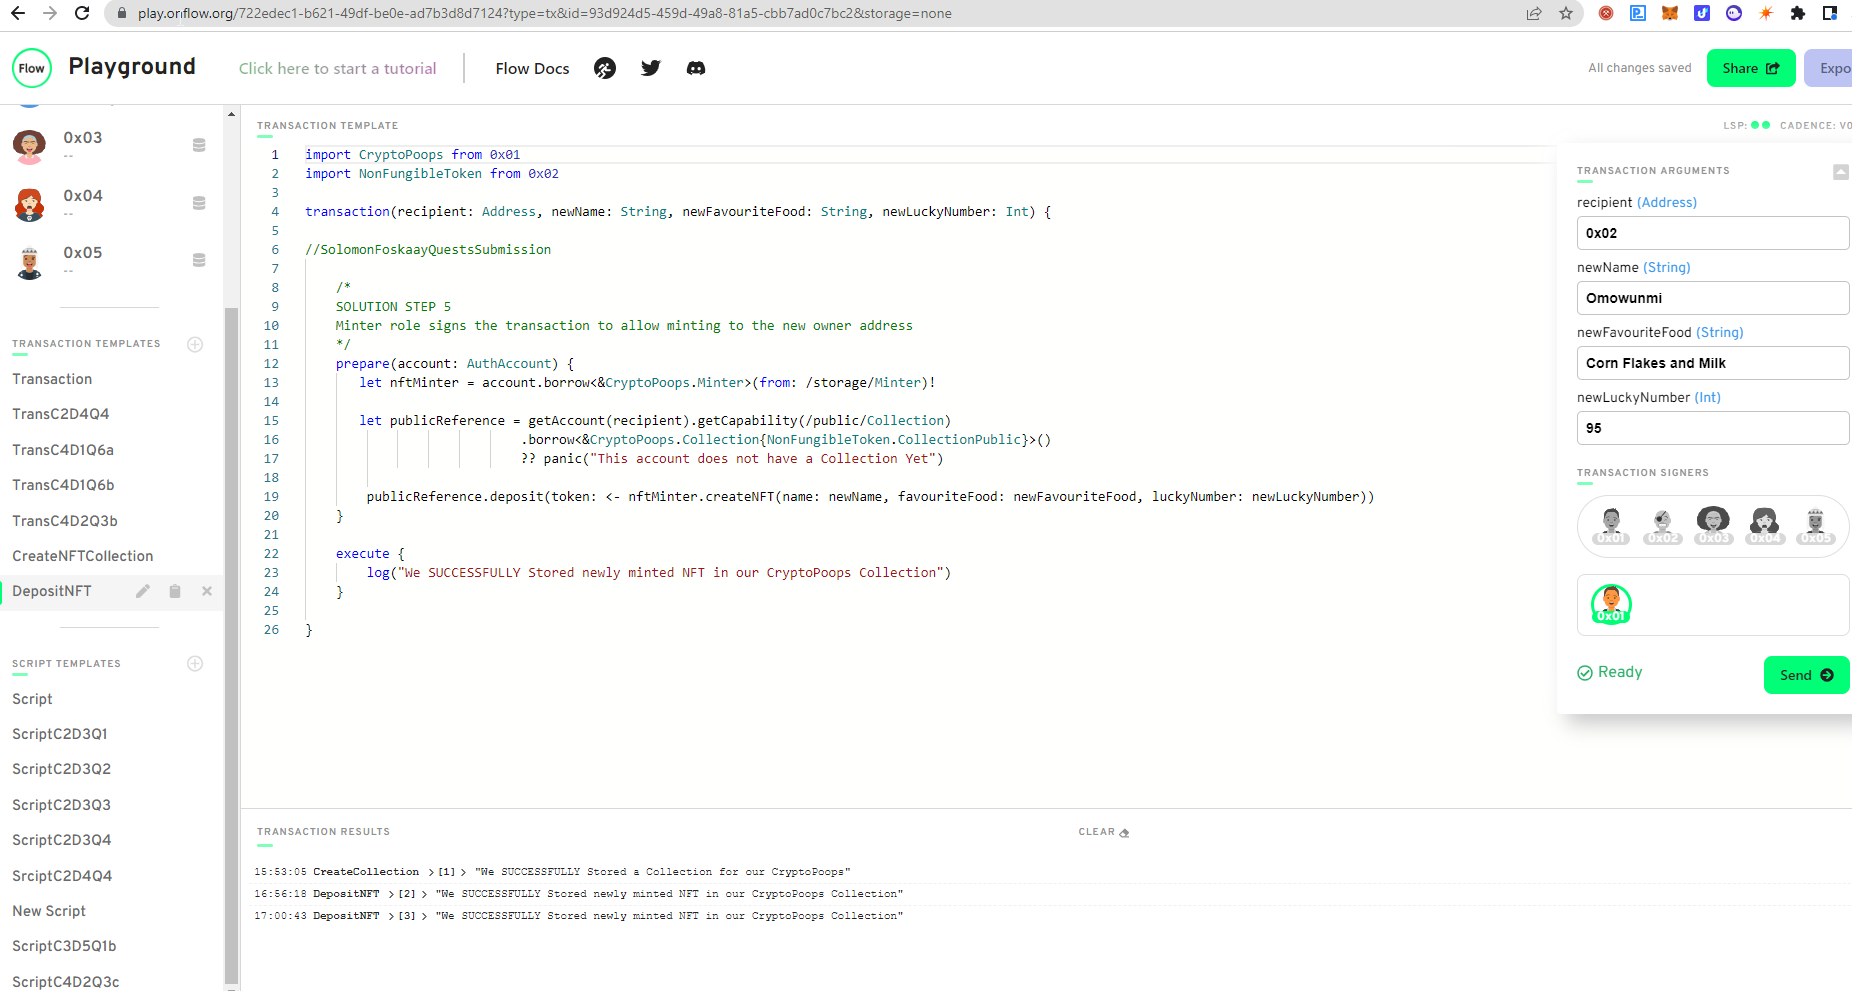 play.oriflow.org/722edec1-b621-49df-be0e-ad7b3d8d7124?type=tx&id=93d924d5-459d-49a8-81a5-cbb7ad0c7bc2&storage=none
Flow
Playground
Click here to start a tutorial
Flow Docs
All changes saved
Share
Expo
0x03
--
0x04
--
0x05
--
TRANSACTION TEMPLATES
Transaction
TransC2D4Q4
TransC4D1Q6a
TransC4D1Q6b
TransC4D2Q3b
CreateNFTCollection
DepositNFT
SCRIPT TEMPLATES
Script
ScriptC2D3Q1
ScriptC2D3Q2
ScriptC2D3Q3
ScriptC2D3Q4
SrciptC2D4Q4
New Script
ScriptC3D5Q1b
ScriptC4D2Q3c
TRANSACTION TEMPLATE
LSP: CADENCE: V0
1 import CryptoPoops from 0x01
2 import NonFungibleToken from 0x02
3
4 transaction(recipient: Address, newName: String, newFavouriteFood: String, newLuckyNumber: Int) {
5
6 //SolomonFoskaayQuestsSubmission
7
8 /*
9 SOLUTION STEP 5
10 Minter role signs the transaction to allow minting to the new owner address
11 */
12 prepare(account: AuthAccount) {
13 let nftMinter = account.borrow<&CryptoPoops.Minter>(from: /storage/Minter)!
14
15 let publicReference = getAccount(recipient).getCapability(/public/Collection)
16 .borrow<&CryptoPoops.Collection{NonFungibleToken.CollectionPublic}>()
17 ?? panic("This account does not have a Collection Yet")
18
19 publicReference.deposit(token: <- nftMinter.createNFT(name: newName, favouriteFood: newFavouriteFood, luckyNumber: newLuckyNumber))
20 }
21
22 execute {
23 log("We SUCCESSFULLY Stored newly minted NFT in our CryptoPoops Collection")
24 }
25
26 }
TRANSACTION ARGUMENTS
recipient (Address)
0x02
newName (String)
Omowunmi
newFavouriteFood (String)
Corn Flakes and Milk
newLuckyNumber (Int)
95
TRANSACTION SIGNERS
0x01 0x02 0x03 0x04 0x05
0x01
Ready
Send
TRANSACTION RESULTS
CLEAR
15:53:05 CreateCollection > [1] > "We SUCCESSFULLY Stored a Collection for our CryptoPoops"
16:56:18 DepositNFT > [2] > "We SUCCESSFULLY Stored newly minted NFT in our CryptoPoops Collection"
17:00:43 DepositNFT > [3] > "We SUCCESSFULLY Stored newly minted NFT in our CryptoPoops Collection"